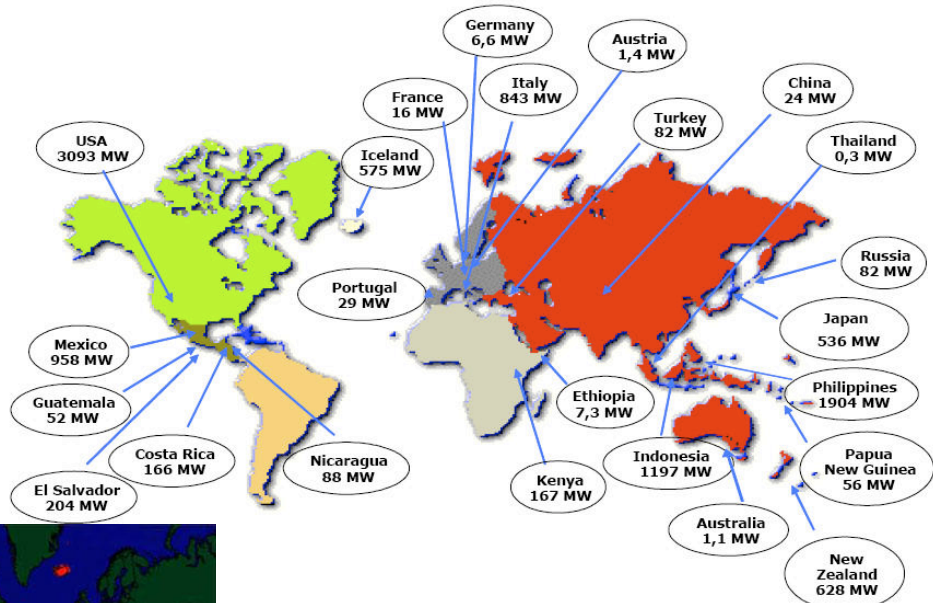 Germany
6,6 MW
Austria
1,4 MW
Italy
843 MW
France
16 MW
China
24 MW
Turkey
82 MW
Thailand
0,3 MW
USA
3093 MW
Iceland
575 MW
Russia
82 MW
Portugal
29 MW
Japan
536 MW
Mexico
958 MW
Philippines
1904 MW
Guatemala
52 MW
Ethiopia
7,3 MW
Costa Rica
166 MW
Nicaragua
88 MW
Indonesia
1197 MW
Papua
New Guinea
56 MW
Kenya
167 MW
El Salvador
204 MW
Australia
1,1 MW
New
Zealand
628 MW